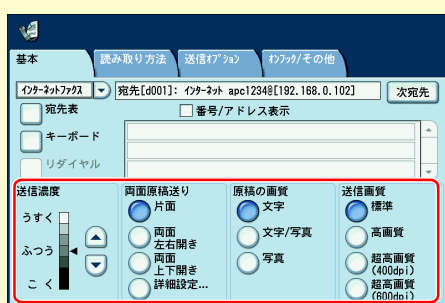 基本
読み取り方法
送信ｵﾌﾟｼｮﾝ
ｵﾝﾌｯｸ/その他
ｲﾝﾀｰﾈｯﾄﾌｧｸｽ
宛先[d001]: ｲﾝﾀｰﾈｯﾄ apc1234@[192.168.0.102]
次宛先
宛先表
番号/アドレス表示
キーボード
リダイヤル
送信濃度
うすく
ふつう
こ く
両面原稿送り
片面
両面
左右開き
両面
上下開き
詳細設定...
原稿の画質
文字
文字/写真
写真
送信画質
標準
高画質
超高画質
(400dpi)
超高画質
(600dpi)